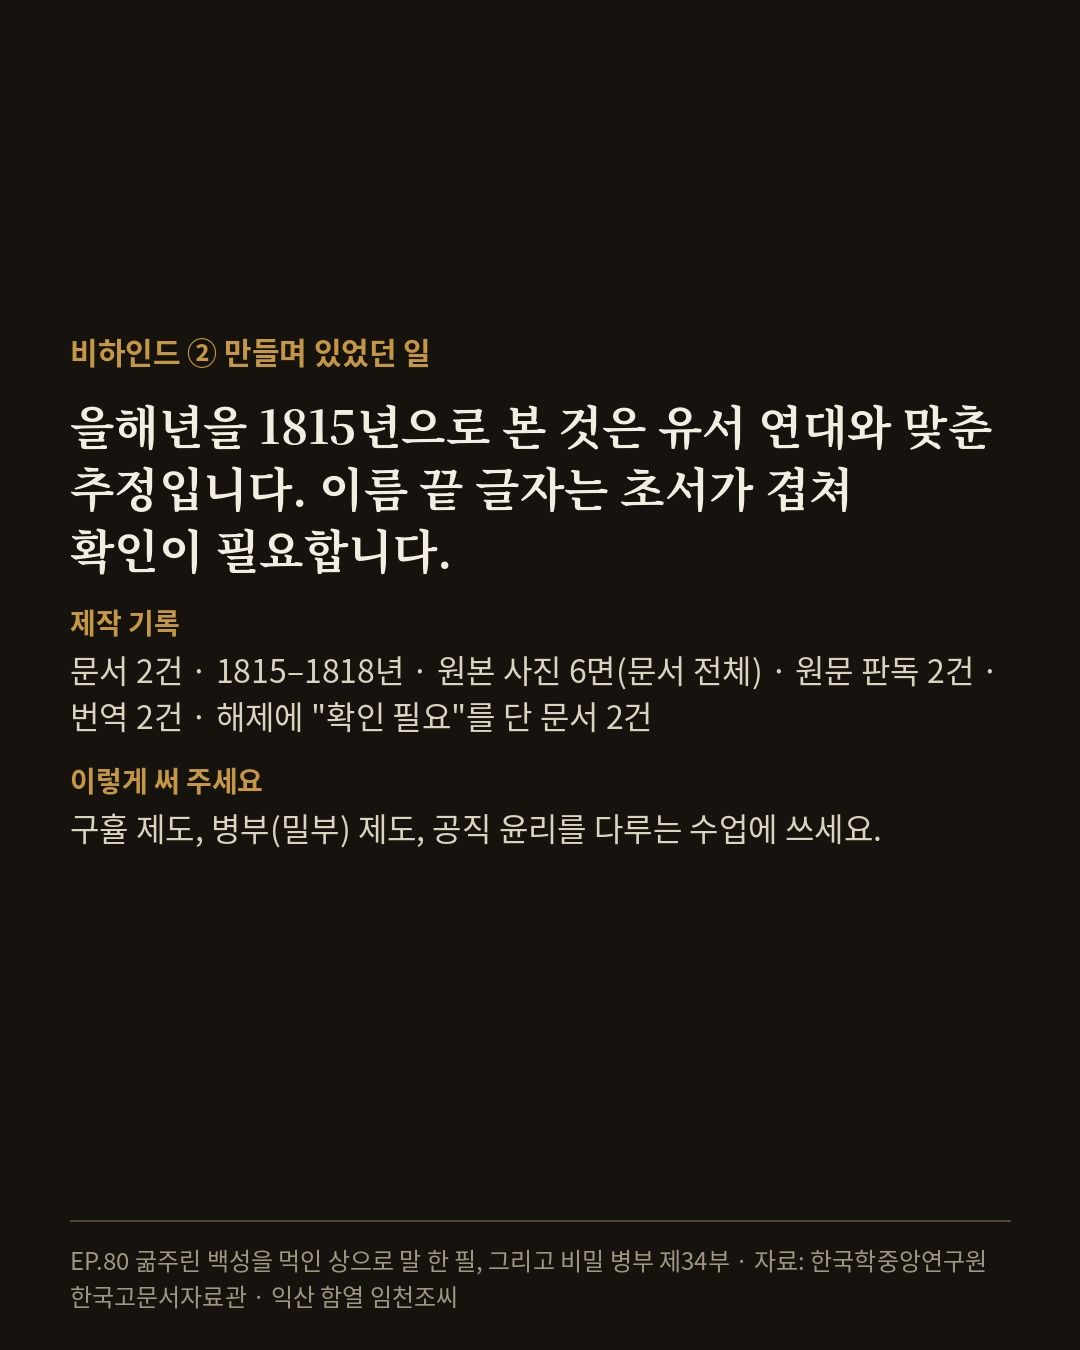 비하인드 ② 만들며 있었던 일
을해년을 1815년으로 본 것은 유서 연대와 맞춘
추정입니다. 이름 끝 글자는 초서가 겹쳐
확인이 필요합니다.
제작 기록
문서 2건 · 1815–1818년 · 원본 사진 6면(문서 전체) · 원문 판독 2건 ·
번역 2건 · 해제에 "확인 필요"를 단 문서 2건
이렇게 써 주세요
구휼 제도, 병부(밀부) 제도, 공직 윤리를 다루는 수업에 쓰세요.
EP.80 굶주린 백성을 먹인 상으로 말 한 필, 그리고 비밀 병부 제34부 · 자료: 한국학중앙연구원
한국고문서자료관 · 익산 함열 임천조씨